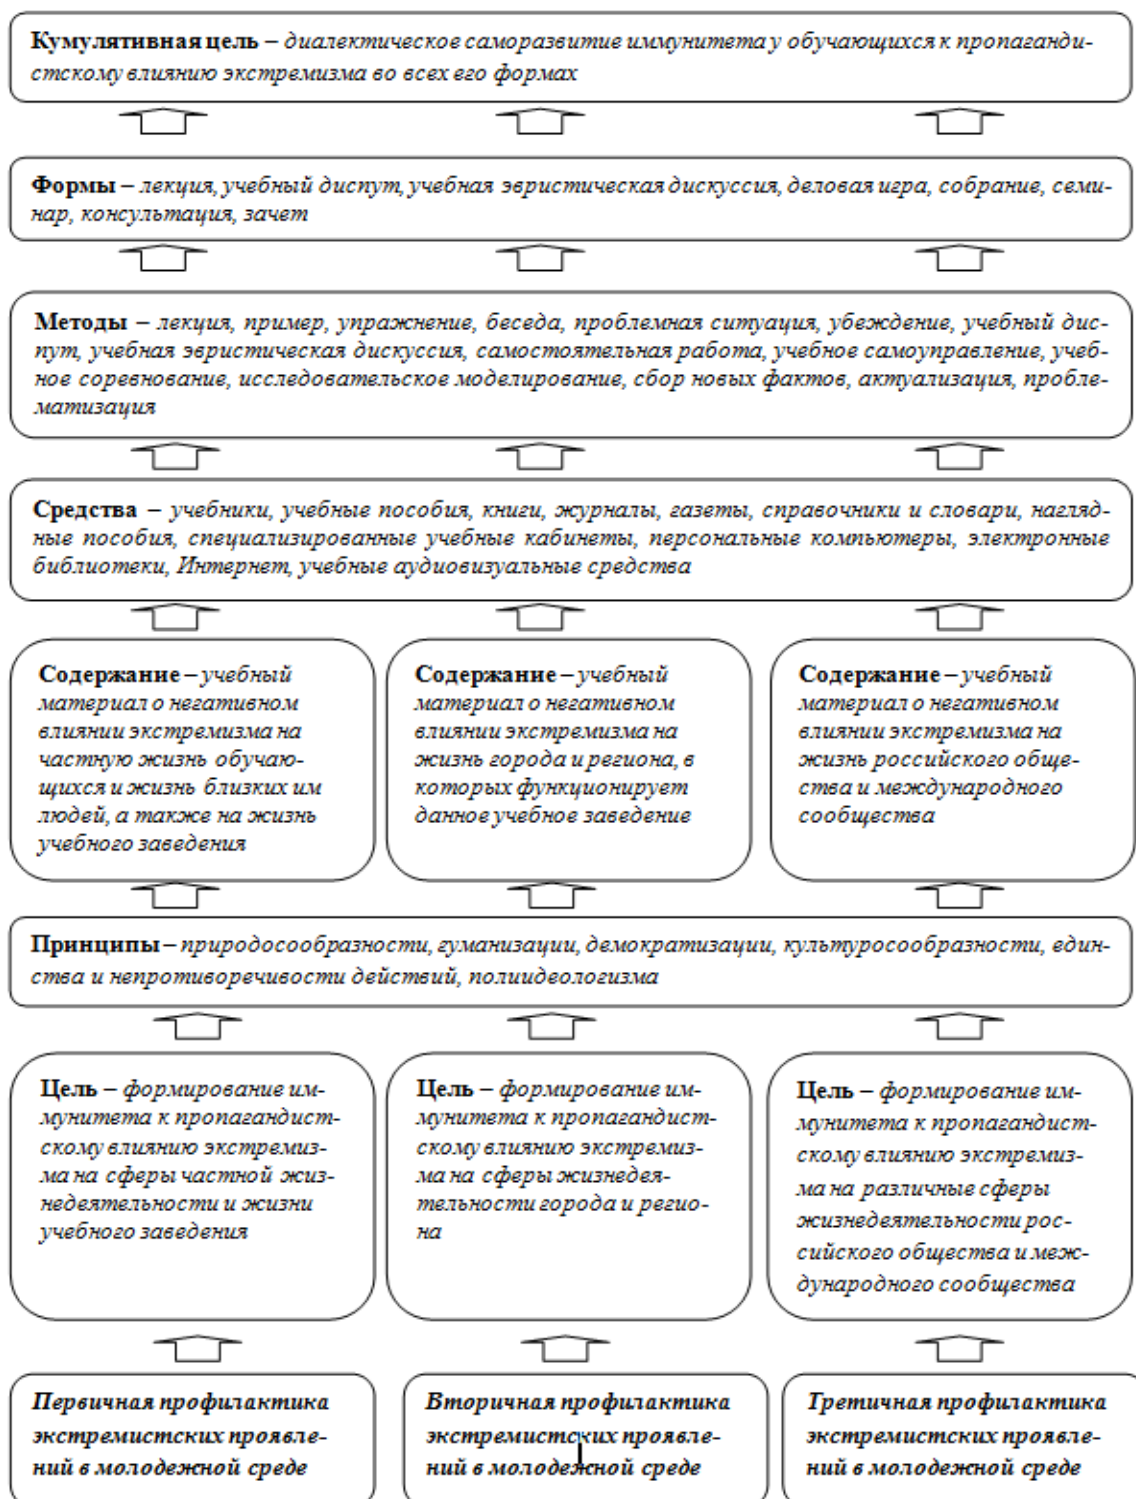 Кумулятивная цель – диалектическое саморазвитие иммунитета у обучающихся к пропаганди-
стскому влиянию экстремизма во всех его формах
Формы – лекция, учебный диспут, учебная эвристическая дискуссия, деловая игра, собрание, семи-
нар, консультация, зачет
Методы – лекция, пример, упражнение, беседа, проблемная ситуация, убеждение, учебный дис-
пут, учебная эвристическая дискуссия, самостоятельная работа, учебное самоуправление, учеб-
ное соревнование, исследовательское моделирование, сбор новых фактов, актуализация, пробле-
матизация
Средства – учебники, учебные пособия, книги, журналы, газеты, справочники и словари, нагляд-
ные пособия, специализированные учебные кабинеты, персональные компьютеры, электронные
библиотеки, Интернет, учебные аудиовизуальные средства
Содержание – учебный
материал о негативном
влиянии экстремизма на
частную жизнь обучаю-
щихся и жизнь близких им
людей, а также на жизнь
учебного заведения
Содержание – учебный
материал о негативном
влиянии экстремизма на
жизнь города и региона, в
которых функционирует
данное учебное заведение
Содержание – учебный
материал о негативном
влиянии экстремизма на
жизнь российского обще-
ства и международного
сообщества
Принципы – природосообразности, гуманизации, демократизации, культуросообразности, един-
ства и непротиворечивости действий, полиидеологизма
Цель – формирование им-
мунитета к пропагандист-
скому влиянию экстремиз-
ма на сферы частной жиз-
недеятельности и жизни
учебного заведения
Цель – формирование им-
мунитета к пропагандист-
скому влиянию экстремиз-
ма на сферы жизнедея-
тельности города и регио-
на
Цель – формирование им-
мунитета к пропагандист-
скому влиянию экстремиз-
ма на различные сферы
жизнедеятельности рос-
сийского общества и меж-
дународного сообщества
Первичная профилактика
экстремистских проявле-
ний в молодежной среде
Вторичная профилактика
экстремистских проявле-
ний в молодежной среде
Третичная профилактика
экстремистских проявле-
ний в молодежной среде